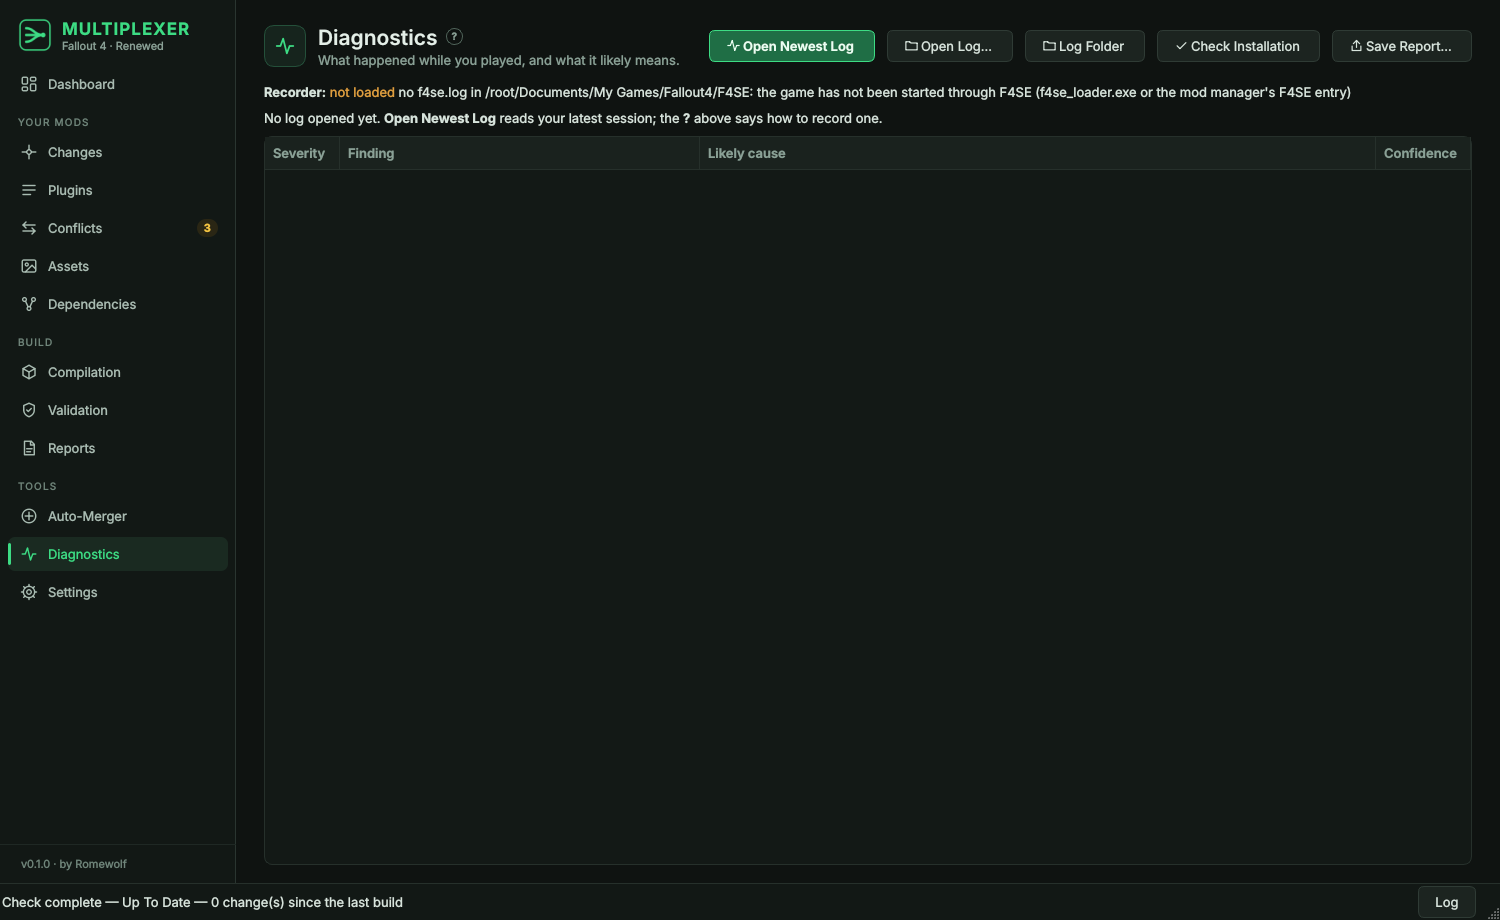 MULTIPLEXER
Fallout 4 · Renewed
Dashboard
YOUR MODS
Changes
Plugins
Conflicts 3
Assets
Dependencies
BUILD
Compilation
Validation
Reports
TOOLS
Auto-Merger
Diagnostics
Settings
v0.1.0 · by Romewolf
Diagnostics ?
What happened while you played, and what it likely means.
Open Newest Log Open Log... Log Folder Check Installation Save Report...
Recorder: not loaded no f4se.log in /root/Documents/My Games/Fallout4/F4SE: the game has not been started through F4SE (f4se_loader.exe or the mod manager's F4SE entry)
No log opened yet. Open Newest Log reads your latest session; the ? above says how to record one.
Severity Finding Likely cause Confidence
Check complete — Up To Date — 0 change(s) since the last build
Log